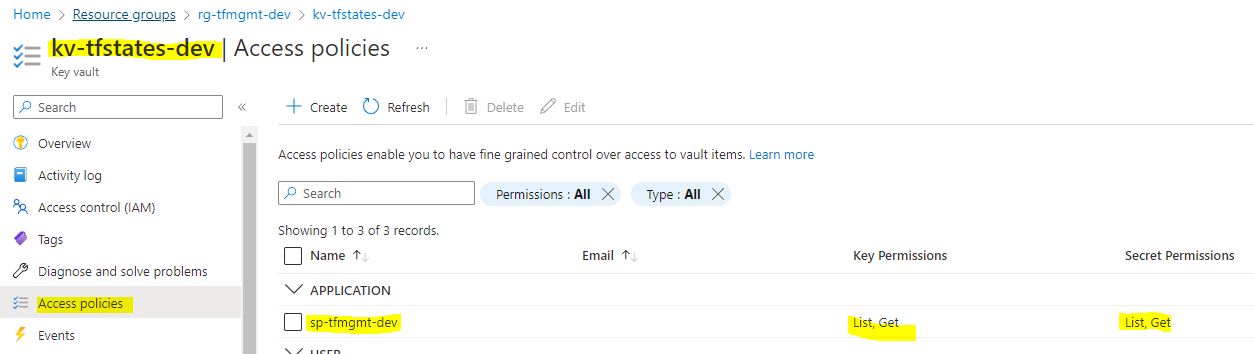 Home > Resource groups > rg-tfmgmt-dev > kv-tfstates-dev
kv-tfstates-dev | Access policies ...
Key vault
Search «
Create Refresh Delete Edit
Overview
Activity log
Access control (IAM)
Tags
Diagnose and solve problems
Access policies
Events
Access policies enable you to have fine grained control over access to vault items. Learn more
Search Permissions : All Type : All
Showing 1 to 3 of 3 records.
Name Email Key Permissions Secret Permissions
APPLICATION
sp-tfmgmt-dev List, Get List, Get
USER